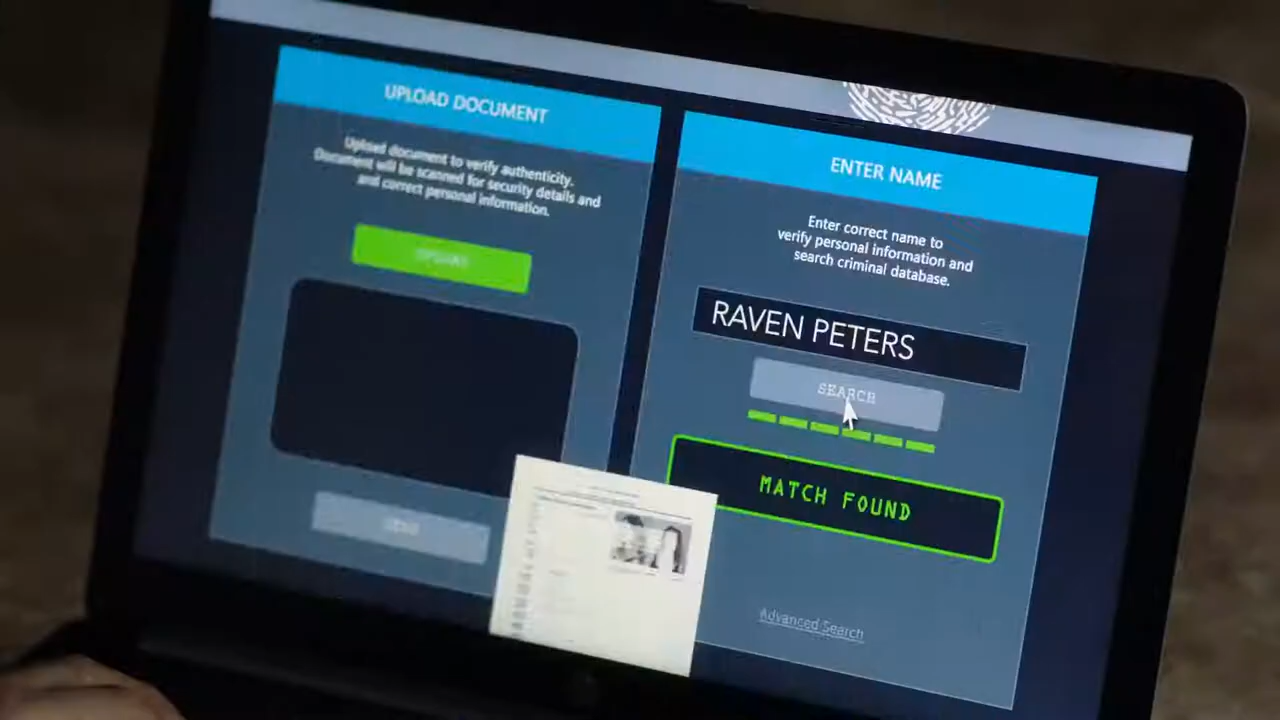 UPLOAD DOCUMENT
Upload document to verify authenticity.
Document will be scanned for security details and
and correct personal information.
UPLOAD
ENTER NAME
Enter correct name to
verify personal information and
search criminal database.
RAVEN PETERS
SEARCH
MATCH FOUND
Advanced Search